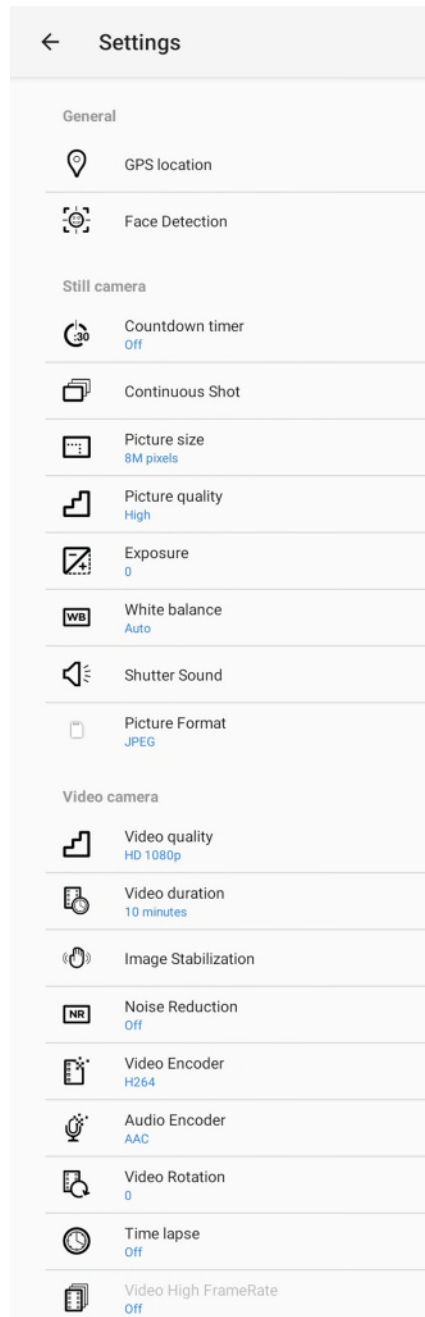 Settings
General
GPS location
Face Detection
Still camera
:30
Countdown timer
Off
Continuous Shot
Picture size
8M pixels
Picture quality
High
Exposure
0
WB
White balance
Auto
Shutter Sound
Picture Format
JPEG
Video camera
Video quality
HD 1080p
Video duration
10 minutes
Image Stabilization
NR
Noise Reduction
Off
Video Encoder
H264
Audio Encoder
AAC
Video Rotation
0
Time lapse
Off
Video High FrameRate
Off